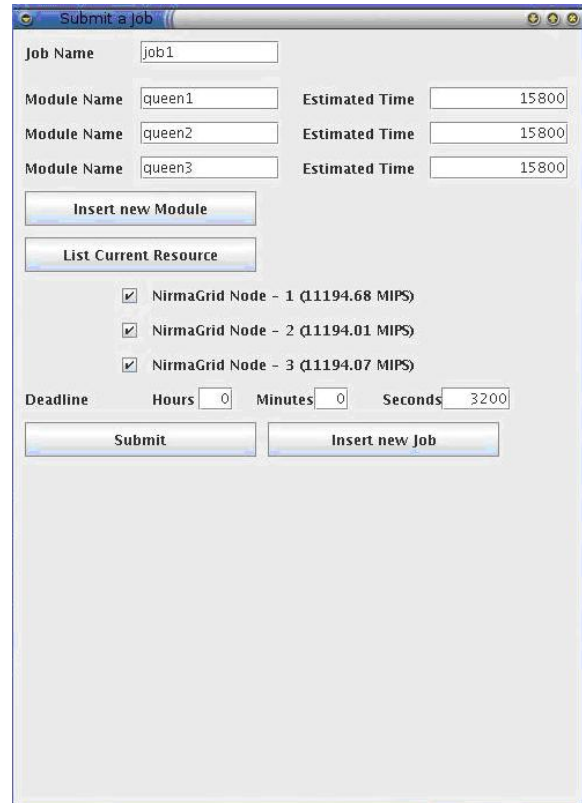 Submit a Job
Job Name job1
Module Name queen1 Estimated Time 15800
Module Name queen2 Estimated Time 15800
Module Name queen3 Estimated Time 15800
Insert new Module
List Current Resource
NirmaGrid Node - 1 (11194.68 MIPS)
NirmaGrid Node - 2 (11194.01 MIPS)
NirmaGrid Node - 3 (11194.07 MIPS)
Deadline Hours 0 Minutes 0 Seconds 3200
Submit Insert new Job